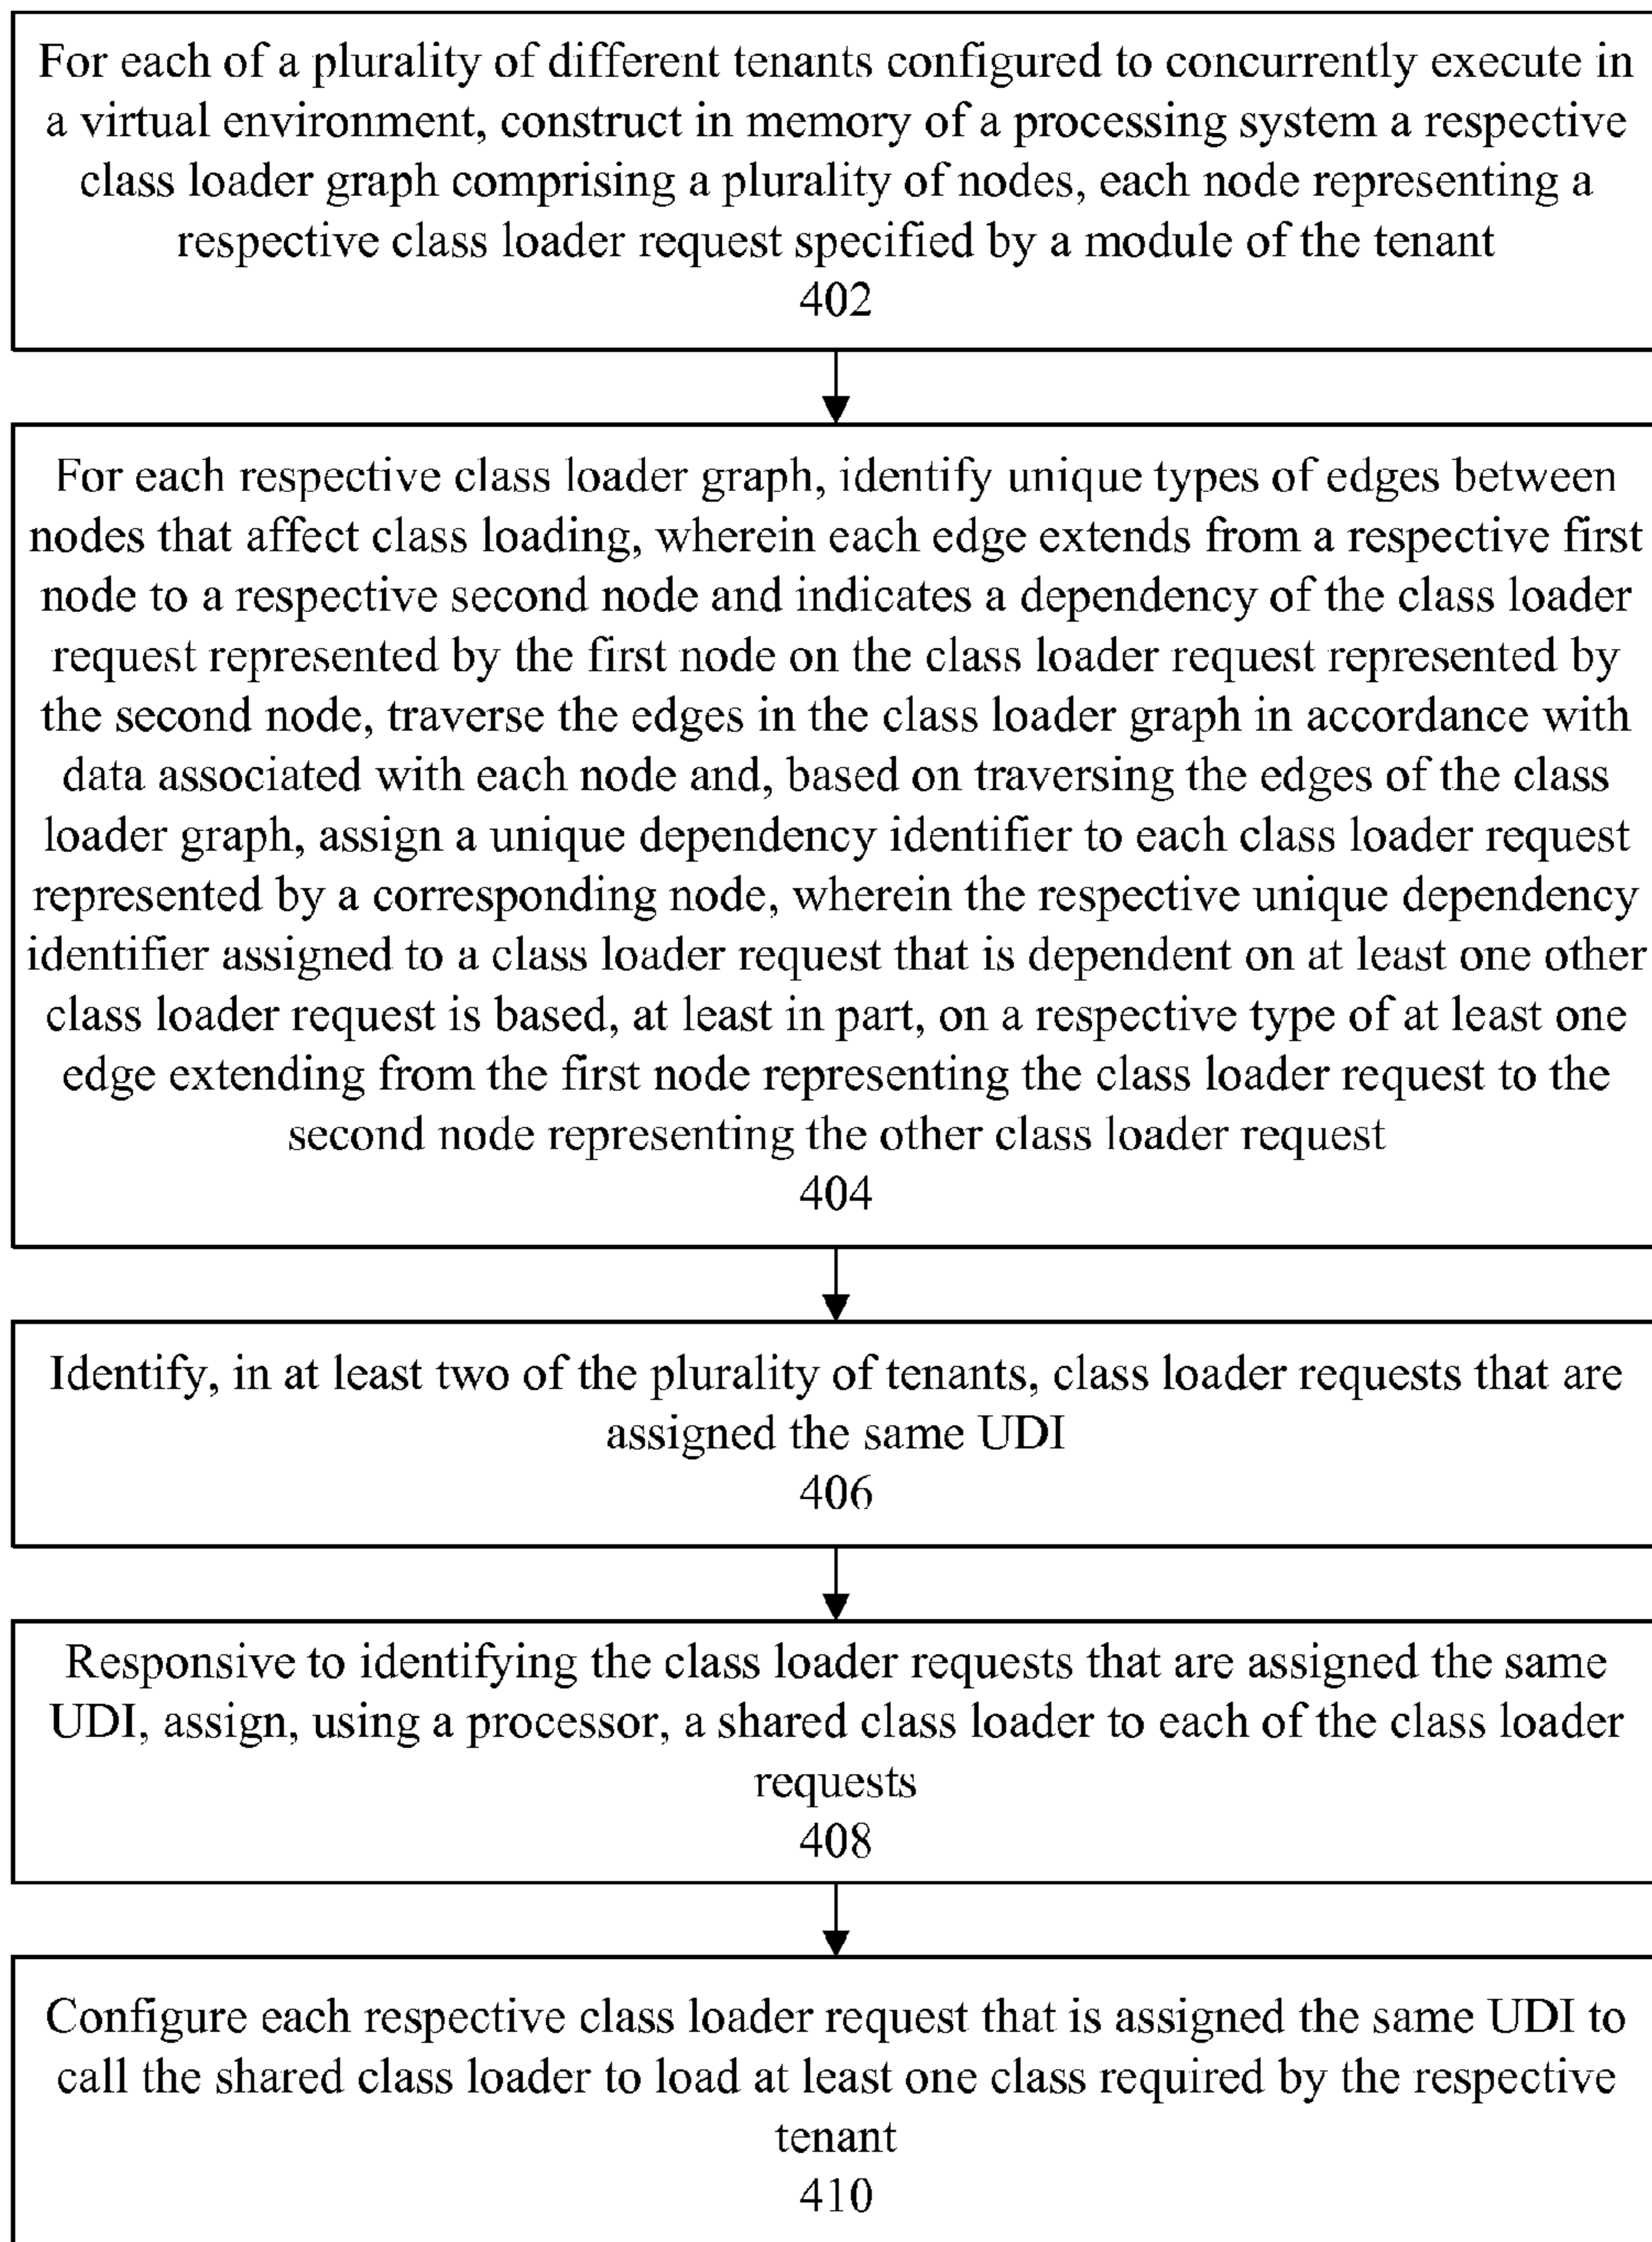 For each of a plurality of different tenants configured to concurrently execute in
a virtual environment, construct in memory of a processing system a respective
class loader graph comprising a plurality of nodes, each node representing a
respective class loader request specified by a module of the tenant
402
For each respective class loader graph, identify unique types of edges between
nodes that affect class loading, wherein each edge extends from a respective first
node to a respective second node and indicates a dependency of the class loader
request represented by the first node on the class loader request represented by
the second node, traverse the edges in the class loader graph in accordance with
data associated with each node and, based on traversing the edges of the class
loader graph, assign a unique dependency identifier to each class loader request
represented by a corresponding node, wherein the respective unique dependency
identifier assigned to a class loader request that is dependent on at least one other
class loader request is based, at least in part, on a respective type of at least one
edge extending from the first node representing the class loader request to the
second node representing the other class loader request
404
Identify, in at least two of the plurality of tenants, class loader requests that are
assigned the same UDI
406
Responsive to identifying the class loader requests that are assigned the same
UDI, assign, using a processor, a shared class loader to each of the class loader
requests
408
Configure each respective class loader request that is assigned the same UDI to
call the shared class loader to load at least one class required by the respective
tenant
410